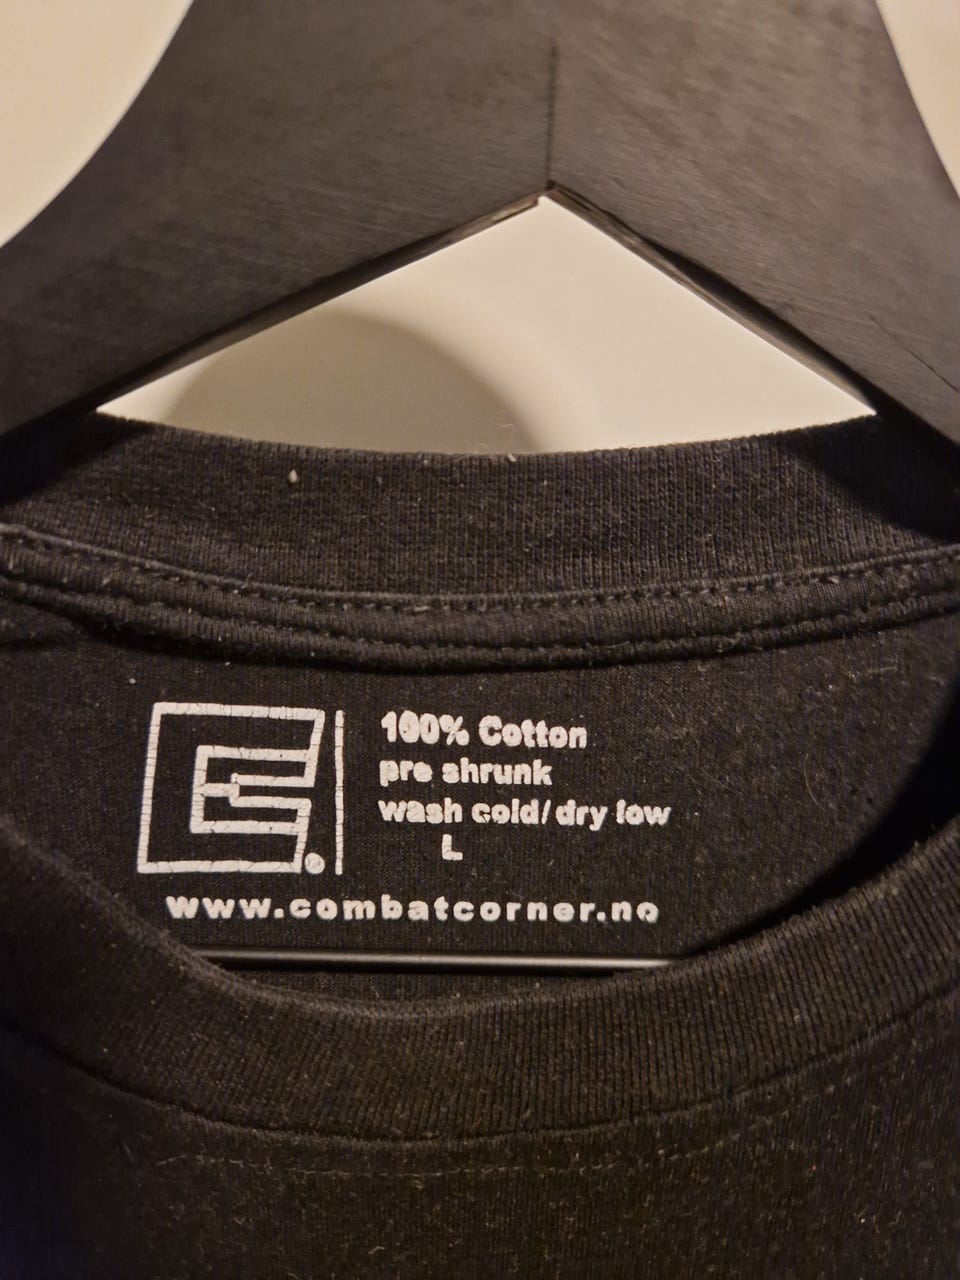 100% Cotton
pre shrunk
wash cold/dry low
L
®
www.combatcorner.no